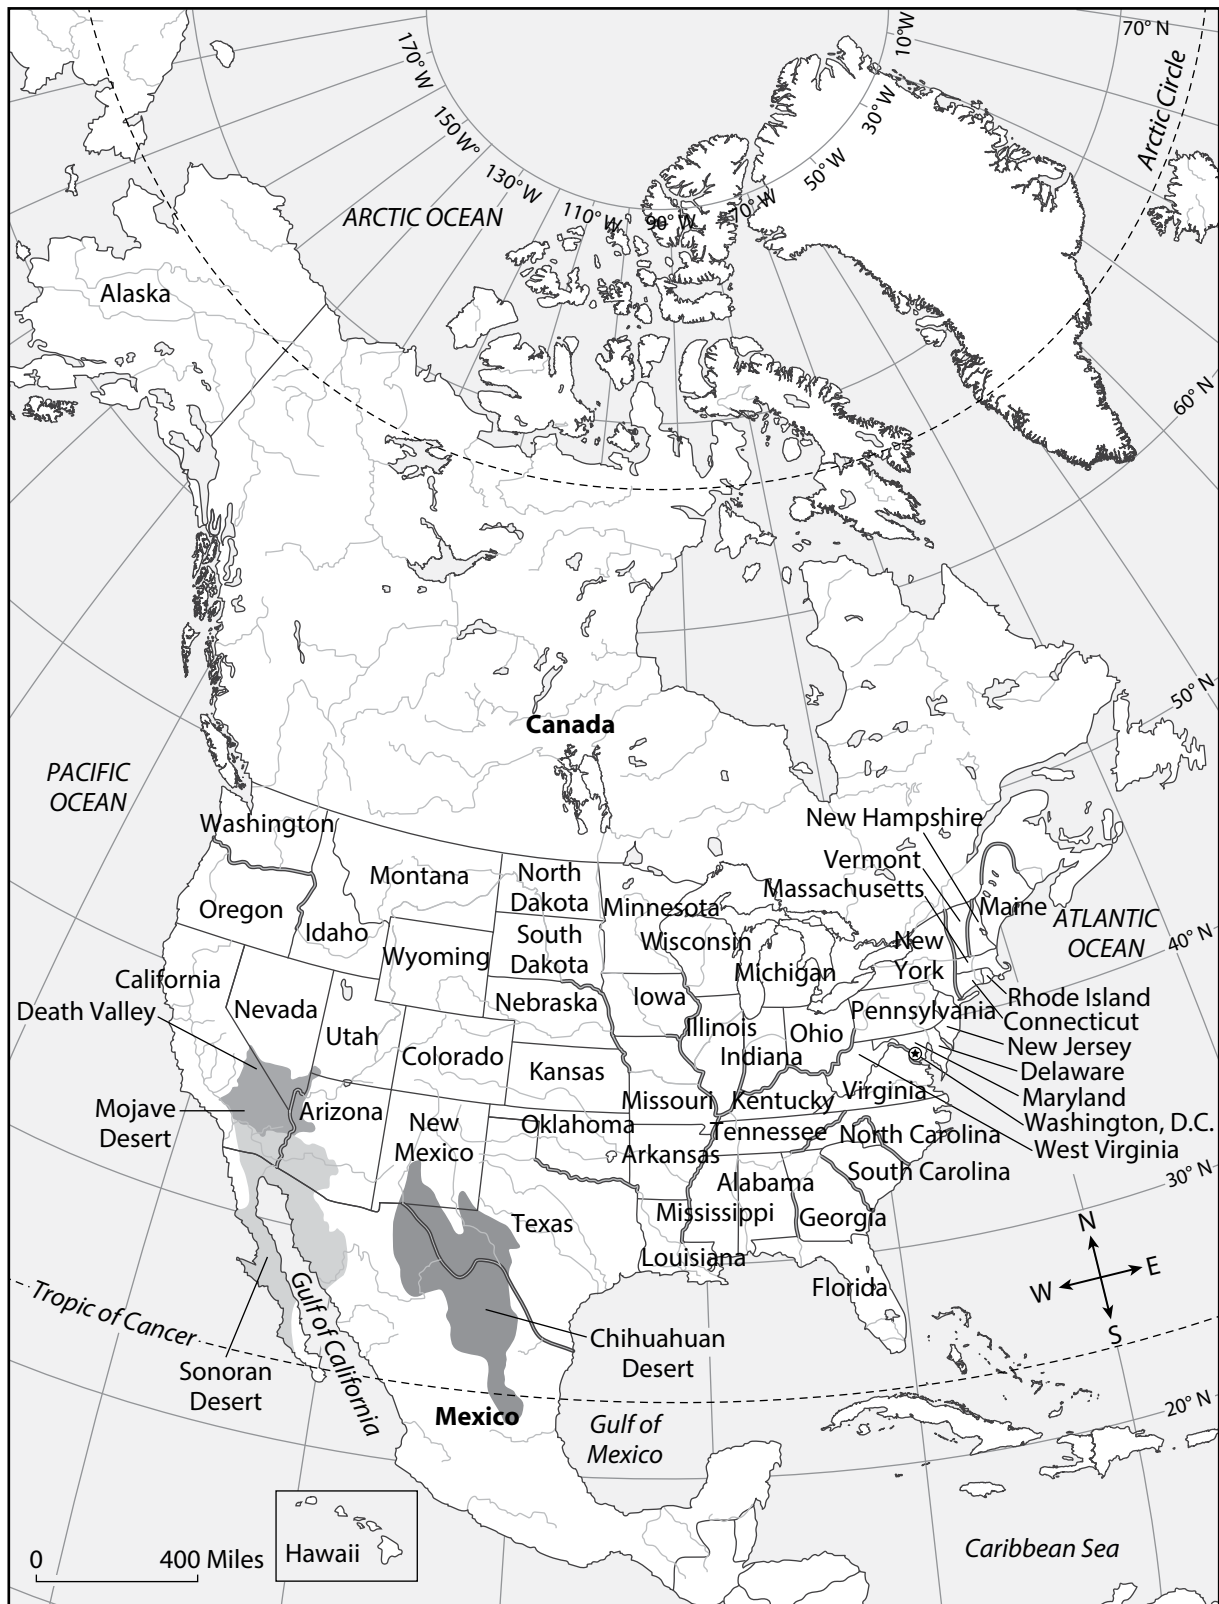 10°W
70° N
170° W
Arctic Circle
30° W
150 W°
50° W
130° W
70° W
110° W
90° W
ARCTIC OCEAN
Alaska
60° N
50° N
Canada
PACIFIC
OCEAN
New Hampshire
Washington
Vermont
Montana
North
Dakota
Massachusetts
Minnesota
Maine
Oregon
ATLANTIC
OCEAN
40° N
Idaho
South
Dakota
Wisconsin
New
York
Wyoming
Michigan
California
Nebraska
Iowa
Rhode Island
Death Valley
Nevada
Pennsylvania
Connecticut
Utah
Illinois
Ohio
New Jersey
Colorado
Indiana
Kansas
Delaware
Mojave
Desert
Arizona
Missouri
Kentucky
Virginia
Maryland
New
Mexico
Oklahoma
Tennessee
North Carolina
Washington, D.C.
Arkansas
West Virginia
South Carolina
30° N
Alabama
Texas
Mississippi
Georgia
N
Louisiana
W
E
Florida
S
Tropic of Cancer
Gulf of California
Chihuahuan
Desert
Sonoran
Desert
20° N
Mexico
Gulf of
Mexico
Hawaii
0
400 Miles
Caribbean Sea